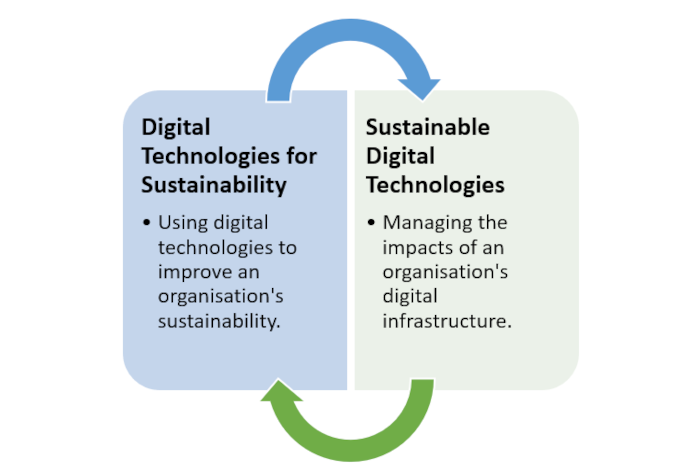 Digital
Technologies for
Sustainability
• Using digital
technologies to
improve an
organisation's
sustainability.
Sustainable
Digital
Technologies
• Managing the
impacts of an
organisation's
digital
infrastructure.